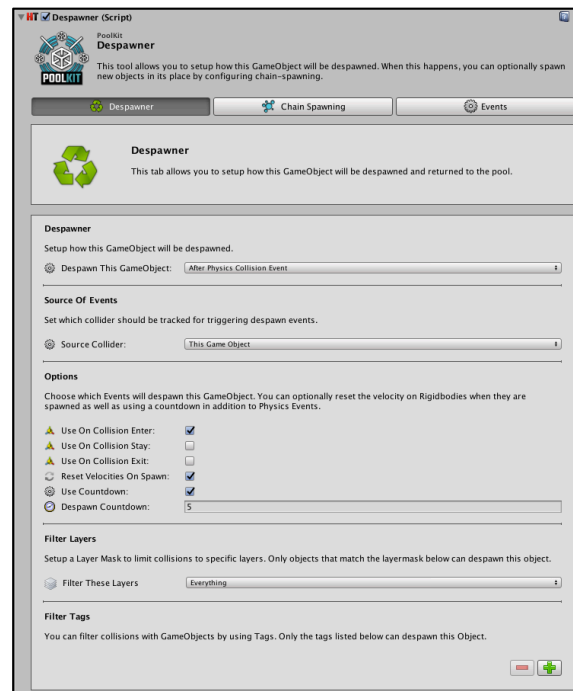 HT Despawner (Script)
PoolKit
Despawner
This tool allows you to setup how this GameObject will be despawned. When this happens, you can optionally spawn
new objects in its place by configuring chain-spawning.
POOLKIT
Despawner Chain Spawning Events
Despawner
This tab allows you to setup how this GameObject will be despawned and returned to the pool.
Despawner
Setup how this GameObject will be despawned.
Despawn This GameObject: After Physics Collision Event
Source Of Events
Set which collider should be tracked for triggering despawn events.
Source Collider: This Game Object
Options
Choose which Events will despawn this GameObject. You can optionally reset the velocity on Rigidbodies when they are
spawned as well as using a countdown in addition to Physics Events.
Use On Collision Enter:
Use On Collision Stay:
Use On Collision Exit:
Reset Velocities On Spawn:
Use Countdown:
Despawn Countdown: 5
Filter Layers
Setup a Layer Mask to limit collisions to specific layers. Only objects that match the layermask below can despawn this object.
Filter These Layers Everything
Filter Tags
You can filter collisions with GameObjects by using Tags. Only the tags listed below can despawn this Object.